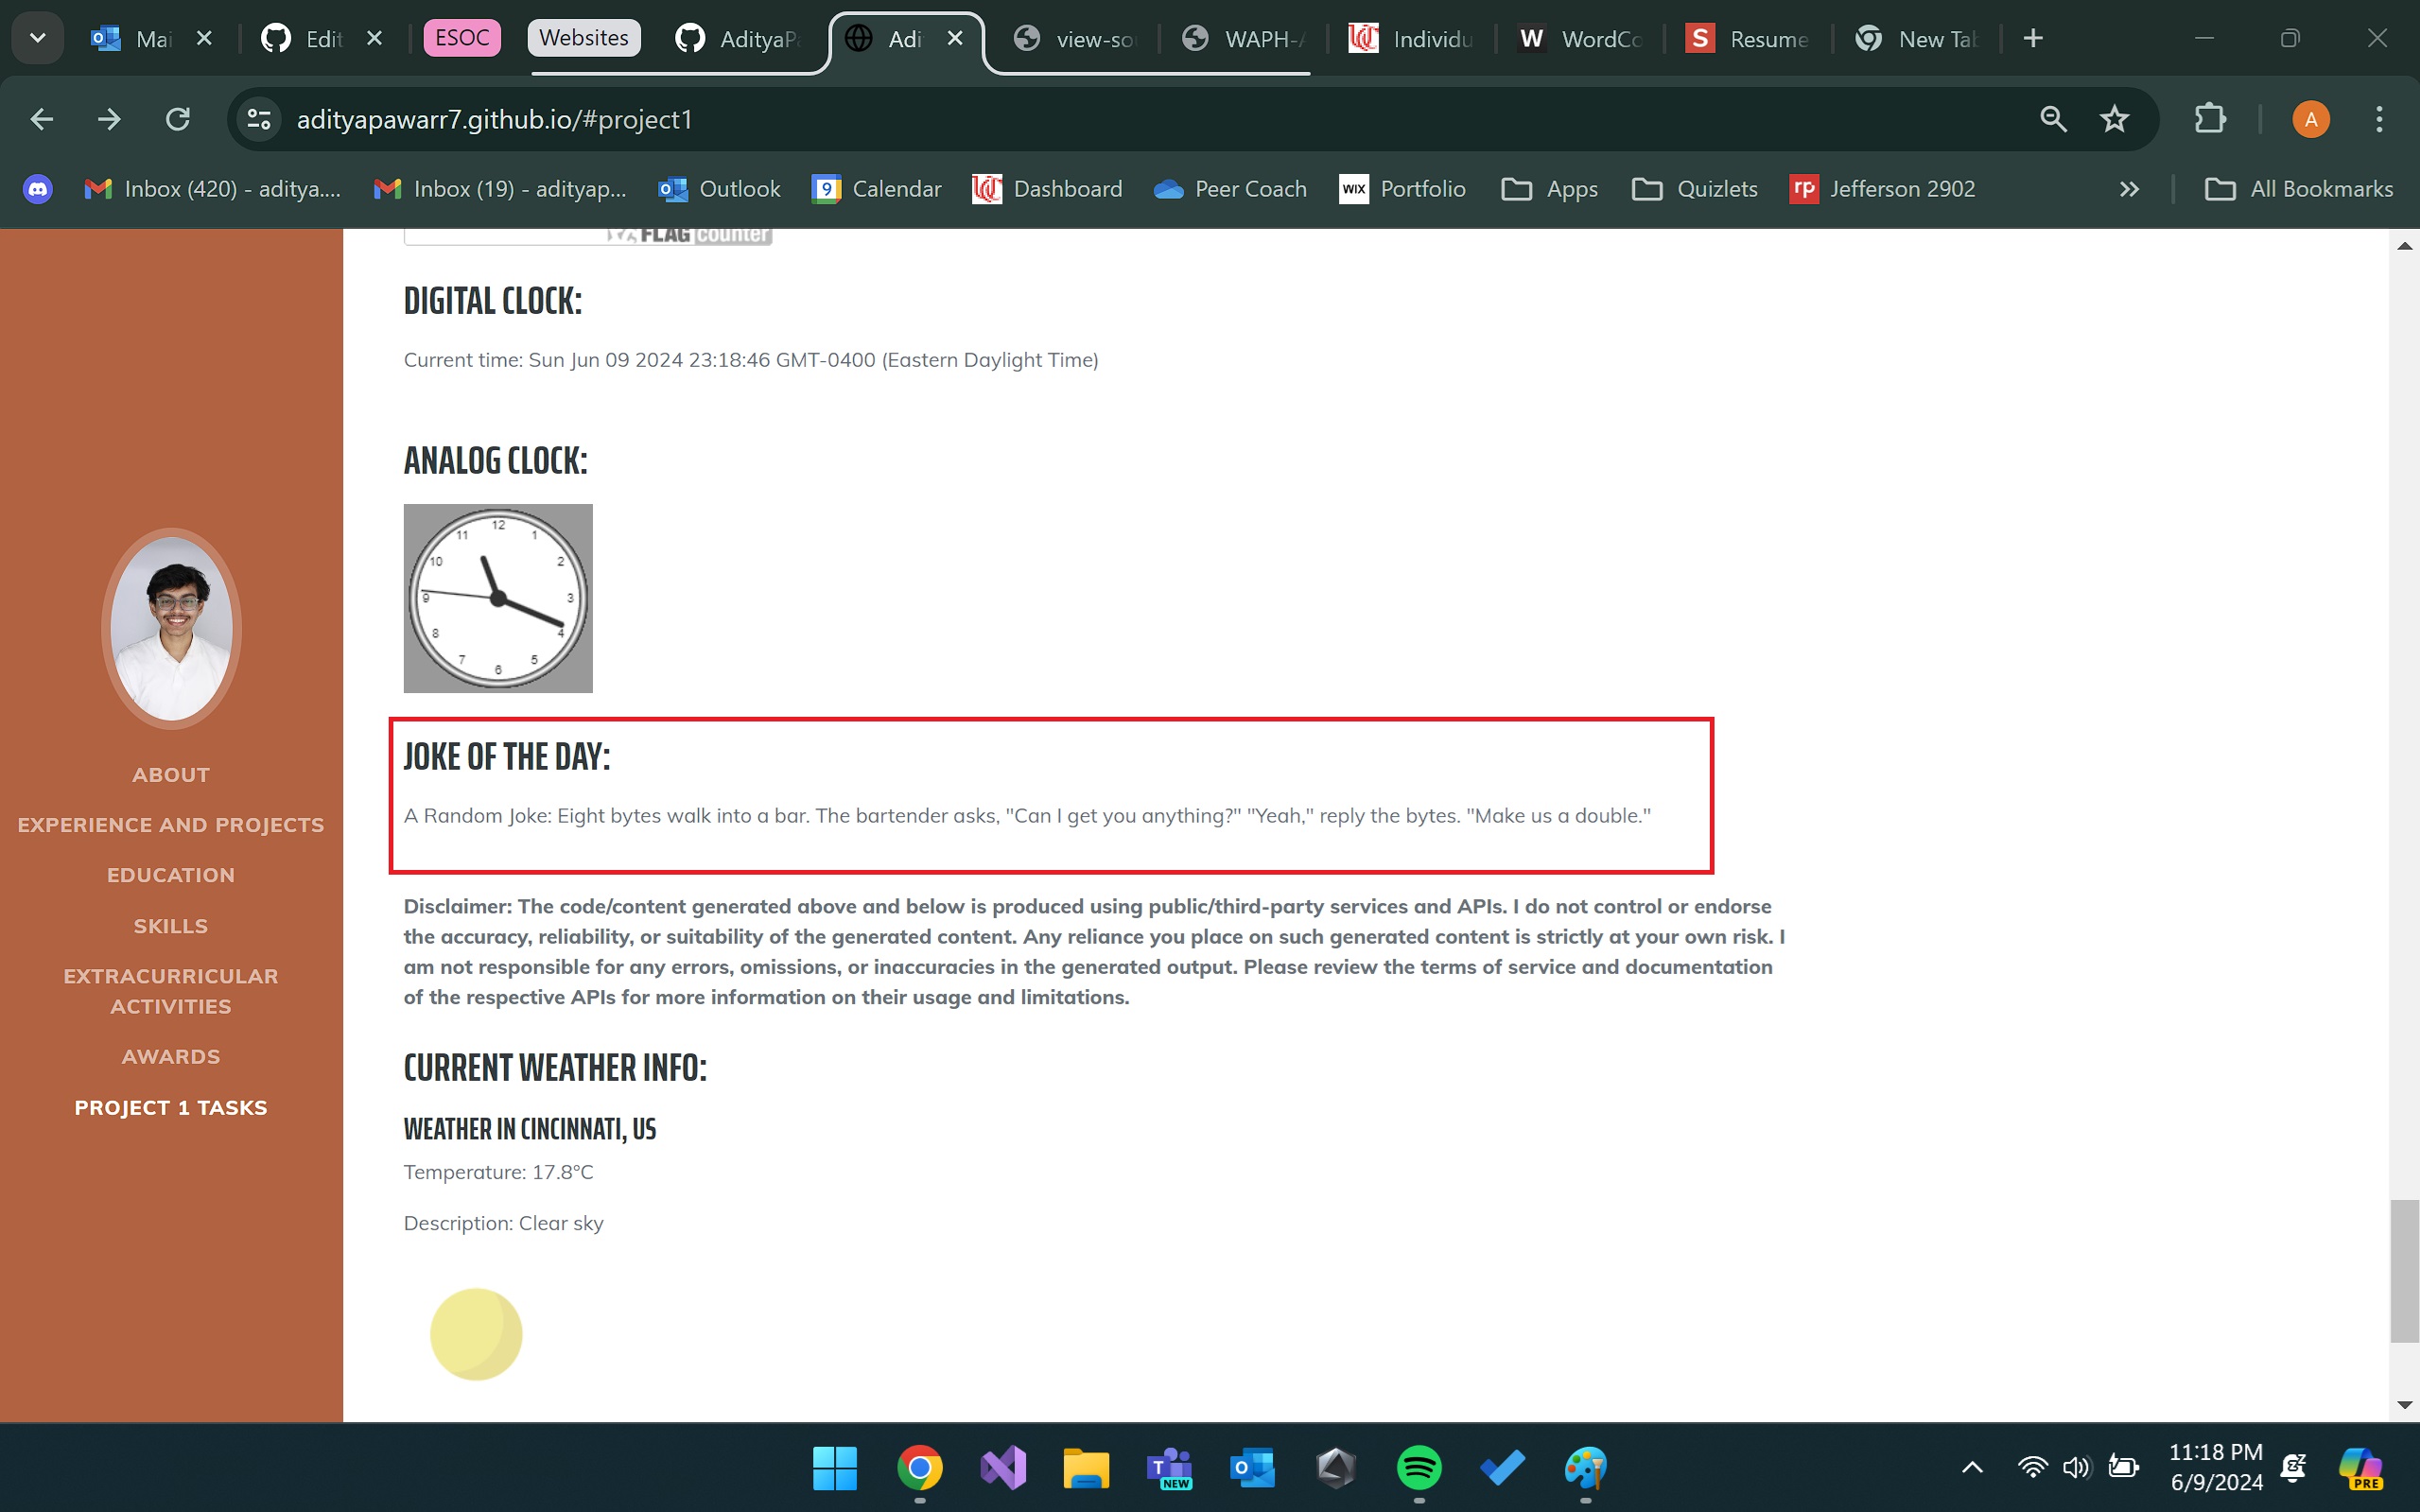 Mai
Edit
ESOC
Websites
AdityaPa
Adi
view-sou
WAPH-A
Individu
WordCo
Resume
New Tab
adityapawarr7.github.io/#project1
A
Inbox (420) - aditya....
Inbox (19) - adityap...
Outlook
9
Calendar
Dashboard
Peer Coach
WIX
Portfolio
Apps
Quizlets
rp
Jefferson 2902
All Bookmarks
FLAG counter
DIGITAL CLOCK:
Current time: Sun Jun 09 2024 23:18:46 GMT-0400 (Eastern Daylight Time)
ANALOG CLOCK:
12
1
2
3
4
5
6
7
8
9
10
11
JOKE OF THE DAY:
A Random Joke: Eight bytes walk into a bar. The bartender asks, "Can I get you anything?" "Yeah," reply the bytes. "Make us a double."
Disclaimer: The code/content generated above and below is produced using public/third-party services and APIs. I do not control or endorse
the accuracy, reliability, or suitability of the generated content. Any reliance you place on such generated content is strictly at your own risk. I
am not responsible for any errors, omissions, or inaccuracies in the generated output. Please review the terms of service and documentation
of the respective APIs for more information on their usage and limitations.
CURRENT WEATHER INFO:
WEATHER IN CINCINNATI, US
Temperature: 17.8°C
Description: Clear sky
ABOUT
EXPERIENCE AND PROJECTS
EDUCATION
SKILLS
EXTRACURRICULAR
ACTIVITIES
AWARDS
PROJECT 1 TASKS
NEW
11:18 PM
6/9/2024
PRE